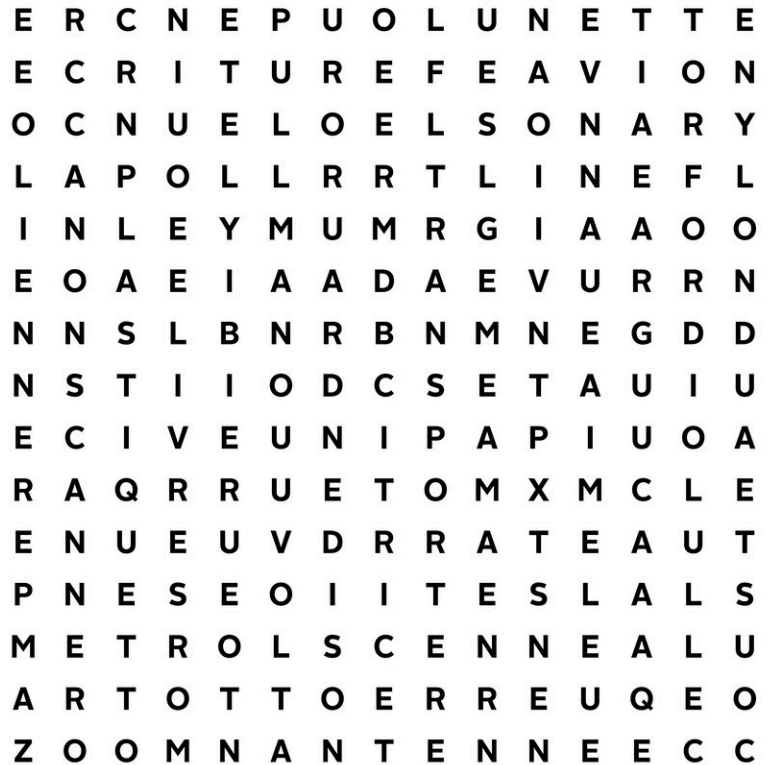 E R C N E P U O L U N E T T E
E C R I T U R E F E A V I O N
O C N U E L O E L S O N A R Y
L A P O L L R R T L I N E F L
I N L E Y M U M R G I A A O O
E O A E I A A D A E V U R R N
N N S L B N R B N M N E G D D
N S T I I O D C S E T A U I U
E C I V E U N I P A P I U O A
R A Q R R U E T O M X M C L E
E N U E U V D R R A T E A U T
P N E S E O I I T E S L A L S
M E T R O L S C E N N E A L U
A R T O T T O E R R E U Q E O
Z O O M N A N T E N N E E C C